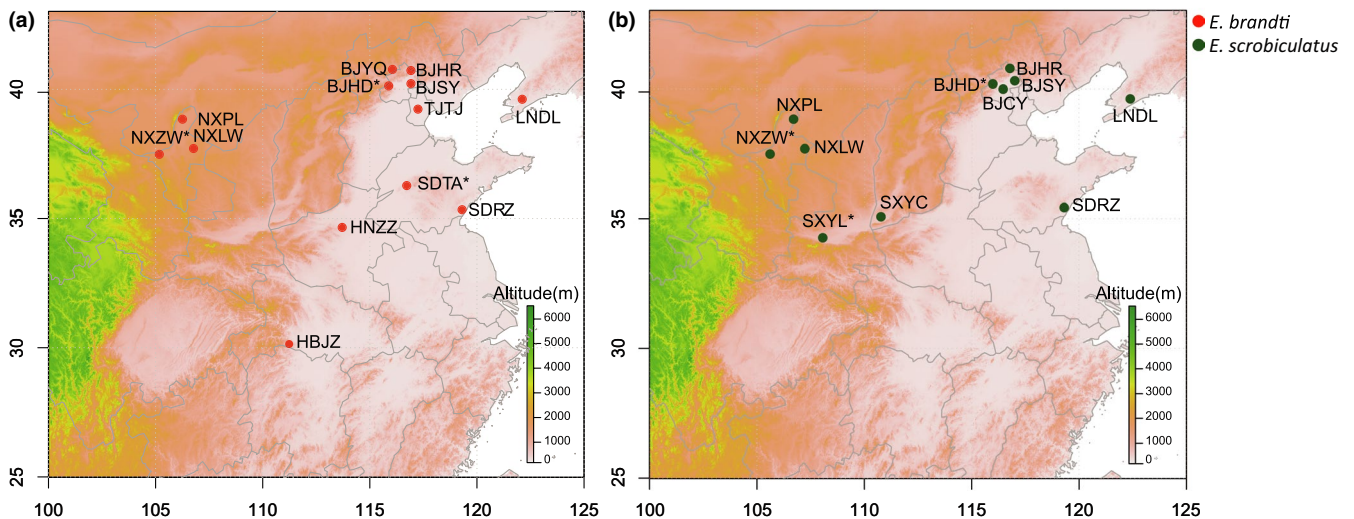 (a)
BJYQ
BJHR
BJHD*
BJSY
TJTJ
LNDL
NXPL
NXZW*
NXLW
SDTA*
SDRZ
HNZZ
HBJZ
Altitude(m)
6000
5000
4000
3000
2000
1000
0
40
35
30
25
100
105
110
115
120
125
(b)
BJHR
BJHD*
BJSY
BJCY
LNDL
NXPL
NXZW*
NXLW
SXYC
SXYL*
SDRZ
Altitude(m)
6000
5000
4000
3000
2000
1000
0
40
35
30
25
100
105
110
115
120
125
E. brandti
E. scrobiculatus